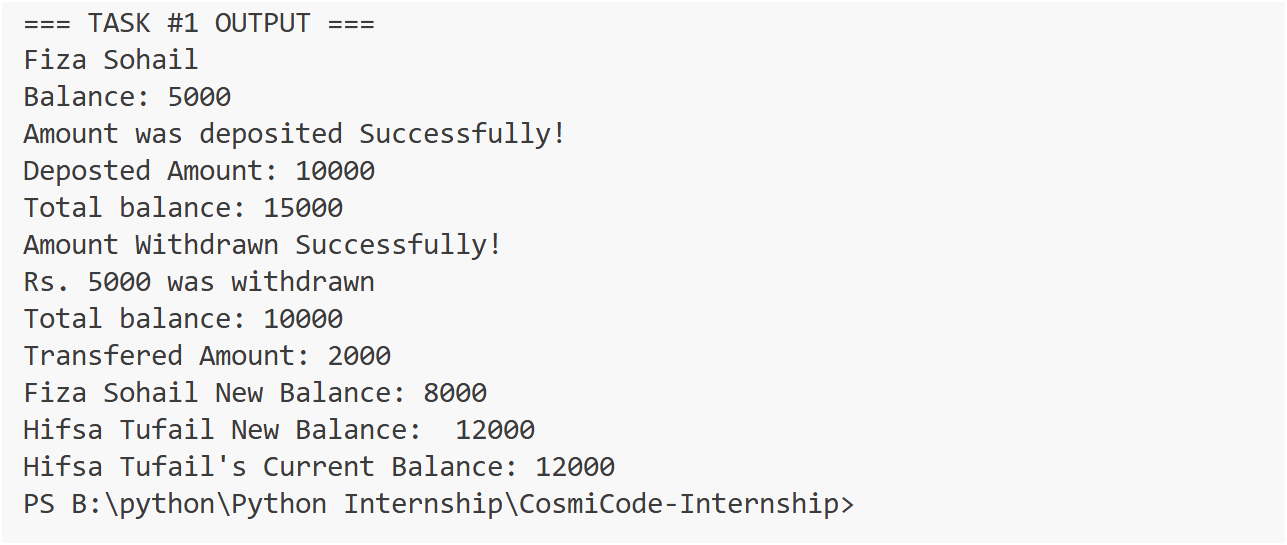 === TASK #1 OUTPUT ===
Fiza Sohail
Balance: 5000
Amount was deposited Successfully!
Deposted Amount: 10000
Total balance: 15000
Amount Withdrawn Successfully!
Rs. 5000 was withdrawn
Total balance: 10000
Transfered Amount: 2000
Fiza Sohail New Balance: 8000
Hifsa Tufail New Balance:  12000
Hifsa Tufail's Current Balance: 12000
PS B:\python\Python Internship\CosmiCode-Internship>